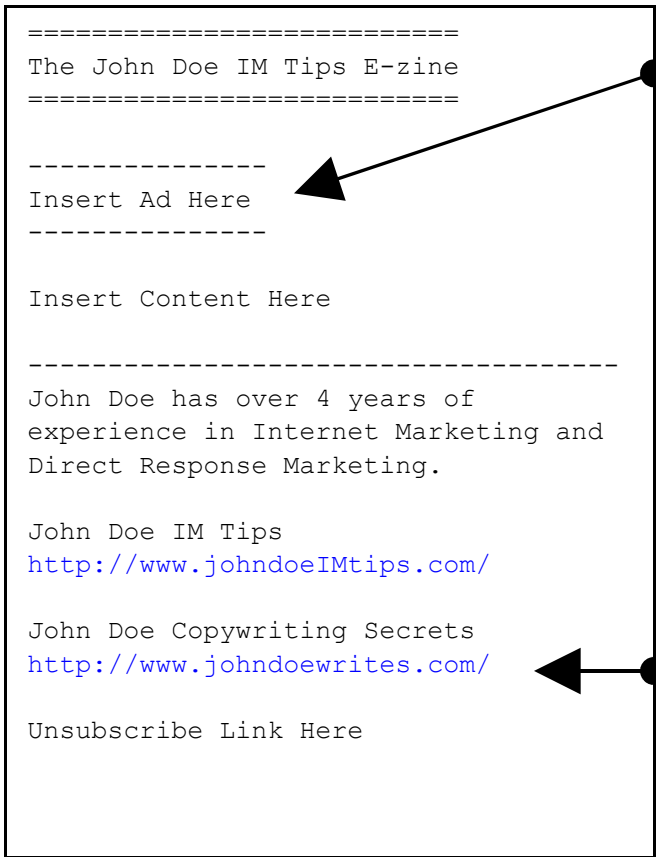 ===========================
The John Doe IM Tips E-zine
===========================
---------------
Insert Ad Here
---------------
Insert Content Here
-------------------------------------
John Doe has over 4 years of
experience in Internet Marketing and
Direct Response Marketing.
John Doe IM Tips
http://www.johndoeIMtips.com/
John Doe Copywriting Secrets
http://www.johndoewrites.com/
Unsubscribe Link Here